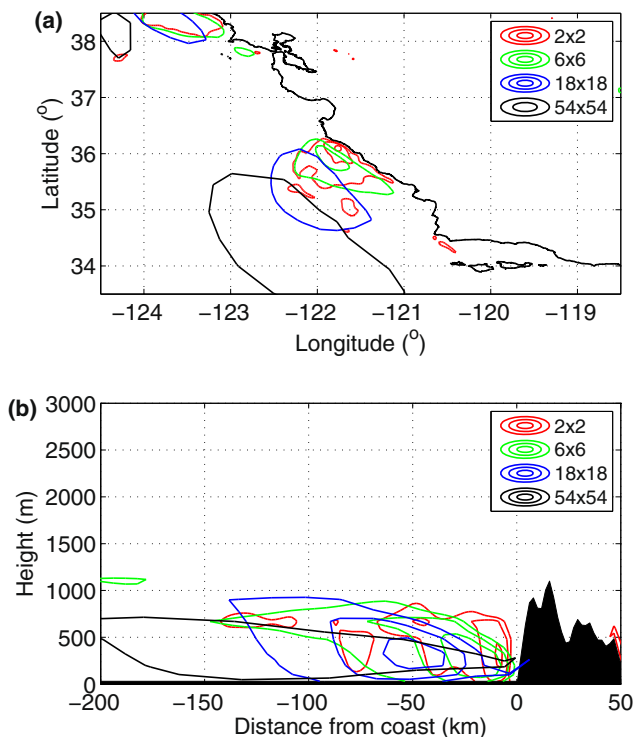 (a)
2x2
6x6
18x18
54x54
38
37
36
35
34
Latitude (o)
−124 −123 −122 −121 −120 −119
Longitude (o)
(b)
2x2
6x6
18x18
54x54
3000
2500
2000
1500
1000
500
0
Height (m)
−200 −150 −100 −50 0 50
Distance from coast (km)